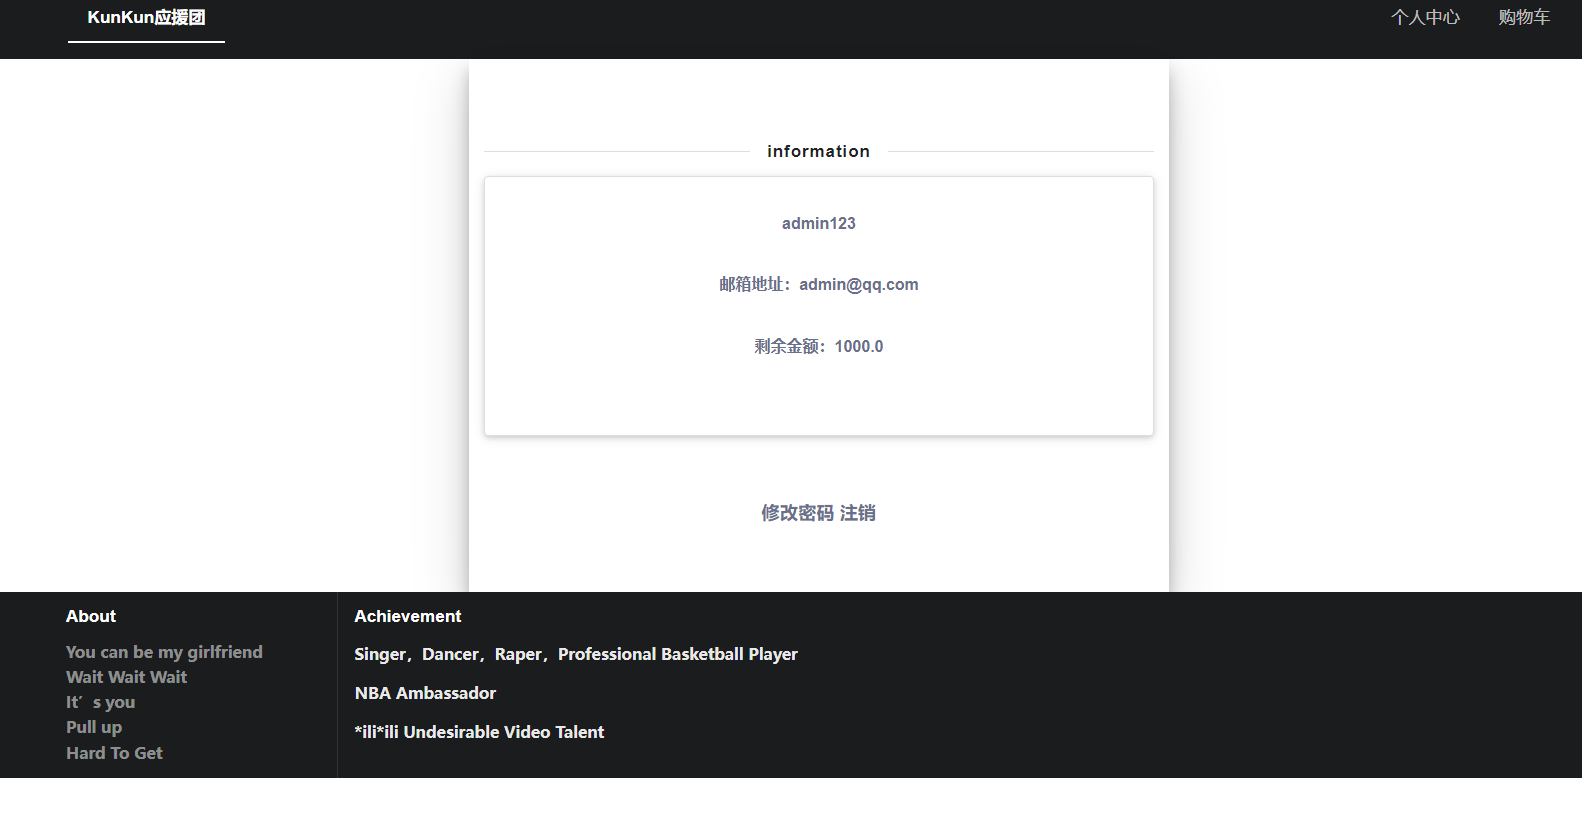 KunKun应援团
个人中心 购物车
information
admin123
邮箱地址：admin@qq.com
剩余金额：1000.0
修改密码 注销
About
You can be my girlfriend
Wait Wait Wait
It′s you
Pull up
Hard To Get
Achievement
Singer，Dancer，Raper，Professional Basketball Player
NBA Ambassador
*ili*ili Undesirable Video Talent